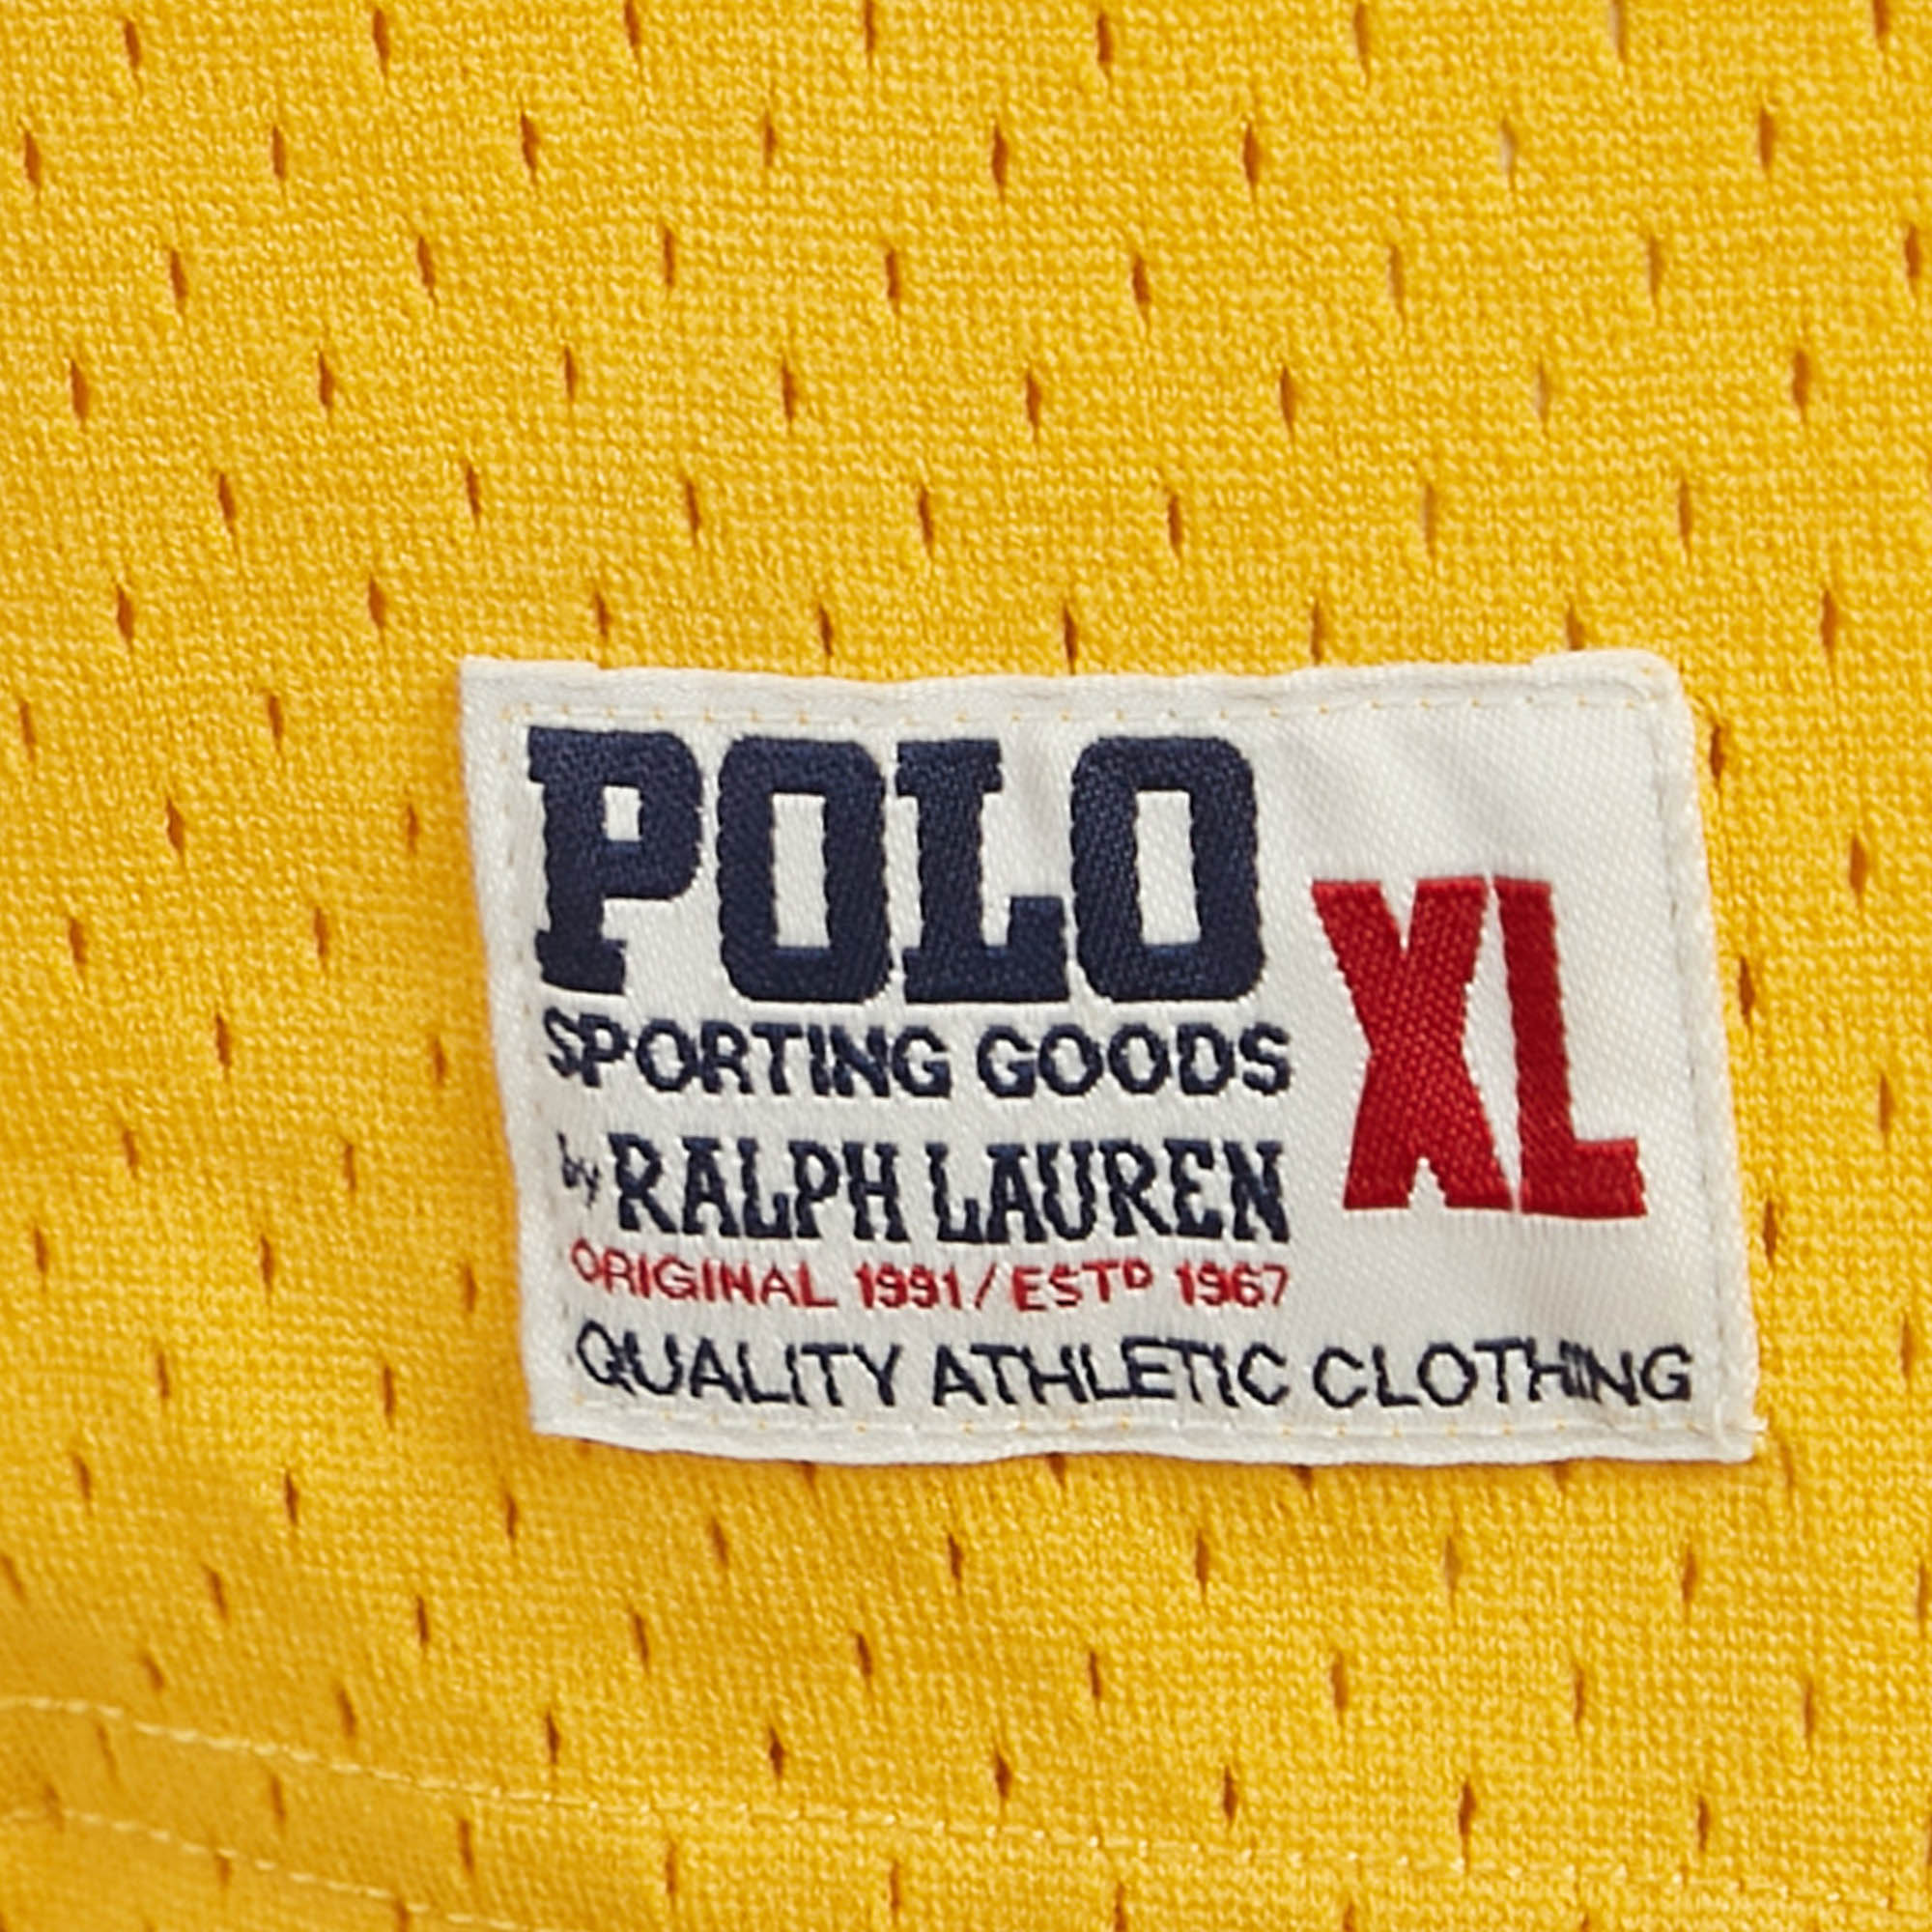 POLO
XL
SPORTING GOODS
by RALPH LAUREN
ORIGINAL 1991/ESTD 1967
QUALITY ATHLETIC CLOTHING